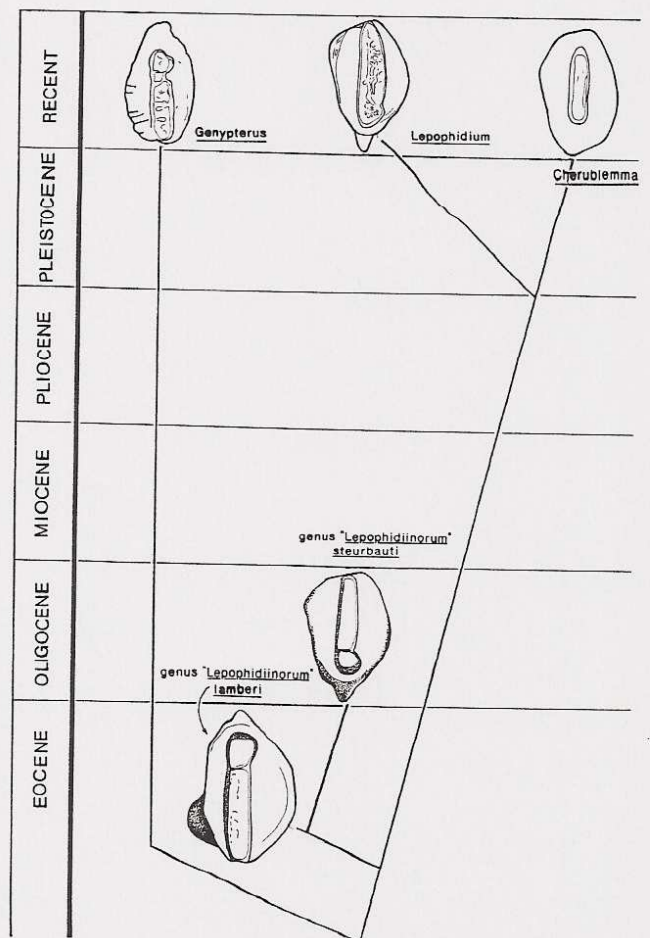 RECENT
PLEISTOCENE
PLIOCENE
MIOCENE
OLIGOCENE
EOCENE
Genypterus
Lepophidium
Cherublemma
genus "Lepophidiinorum"
steurbauti
genus "Lepophidiinorum"
lamberi